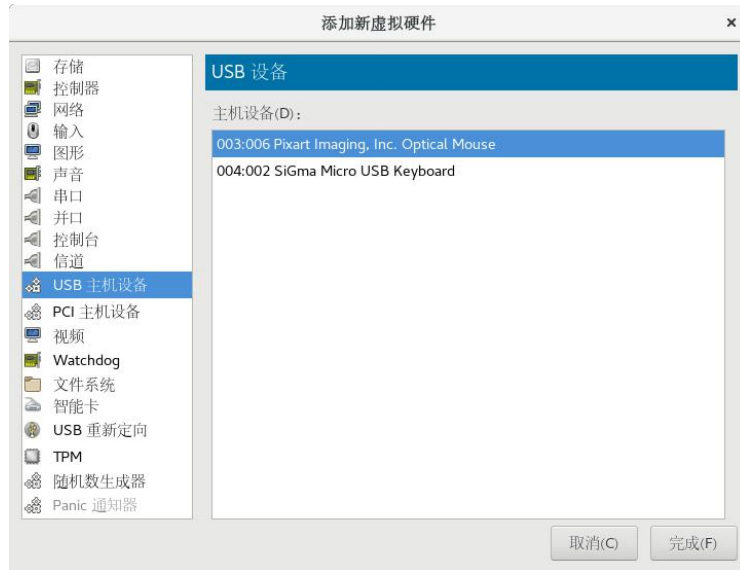 添加新虚拟硬件
存储
控制器
网络
输入
图形
声音
串口
并口
控制台
信道
USB 主机设备
PCI 主机设备
视频
Watchdog
文件系统
智能卡
USB 重新定向
TPM
随机数生成器
Panic 通知器
USB 设备
主机设备(D)：
003:006 Pixart Imaging, Inc. Optical Mouse
004:002 SiGma Micro USB Keyboard
取消(C)
完成(F)